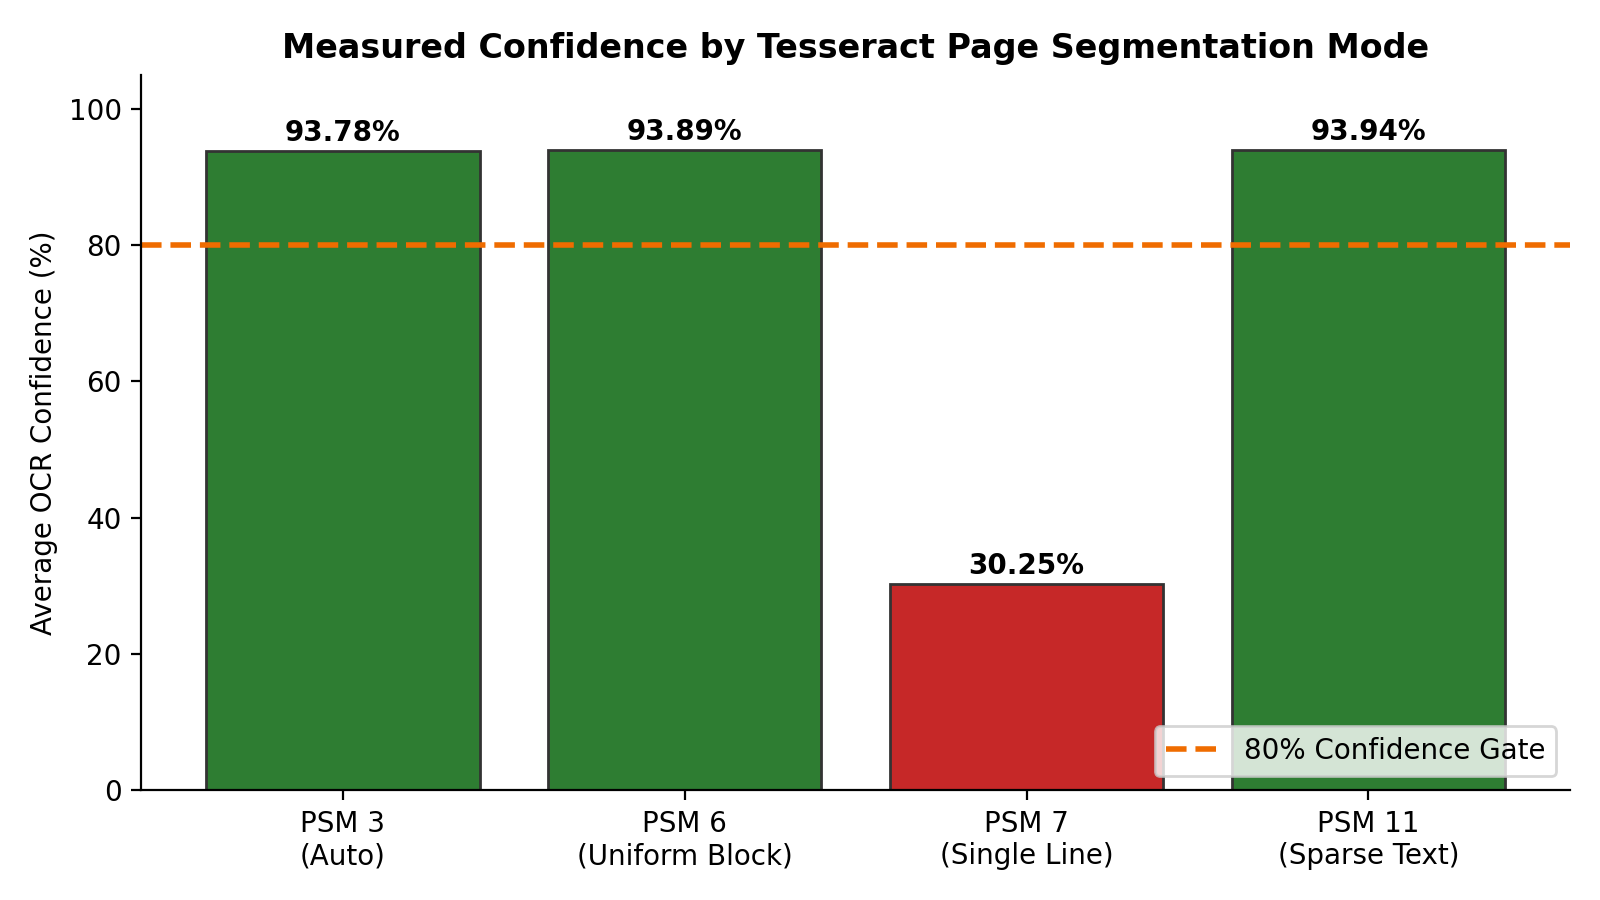 Measured Confidence by Tesseract Page Segmentation Mode
Average OCR Confidence (%)
100
80
60
40
20
0
93.78%
93.89%
30.25%
93.94%
80% Confidence Gate
PSM 3
(Auto)
PSM 6
(Uniform Block)
PSM 7
(Single Line)
PSM 11
(Sparse Text)